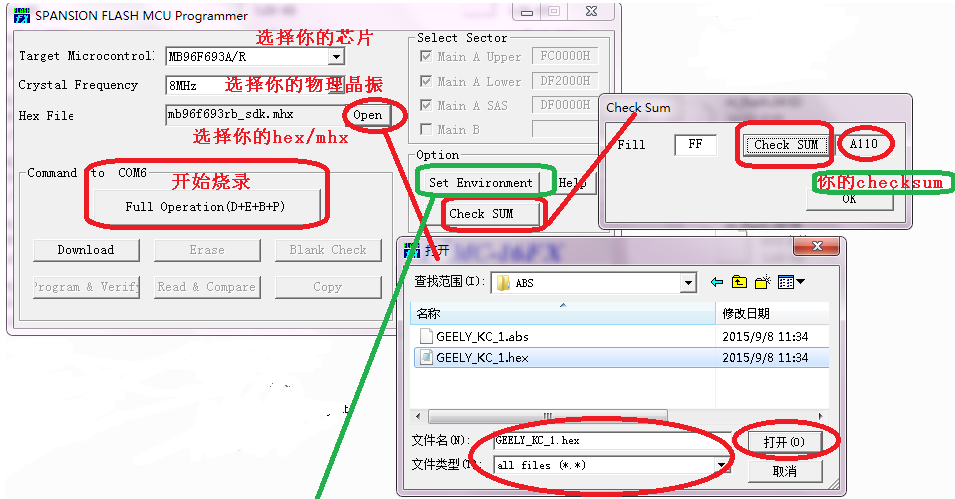 SPANSION FLASH MCU Programmer
选择你的芯片
Target Microcontroll
MB96F693A/R
Crystal Frequency
8MHz
选择你的物理晶振
Hex File
mb96f693rb_sdk.mhx
Open
选择你的hex/mhx
Command to COM6
开始烧录
Full Operation(D+E+B+P)
Download
Erase
Blank Check
Program & Verify
Read & Compare
Copy
Select Sector
Main A Upper
FC0000H
Main A Lower
DF2000H
Main A SAS
DF0000H
Main B
Option
Set Environment
Help
Check SUM
Check Sum
Fill
FF
Check SUM
A110
你的checksum
OK
MC-16FX
打开
查找范围(I):
ABS
名称
修改日期
GEELY_KC_1.abs
2015/9/8 11:34
GEELY_KC_1.hex
2015/9/8 11:34
文件名(N):
GEELY_KC_1.hex
打开(O)
文件类型(T):
all files (*.*)
取消